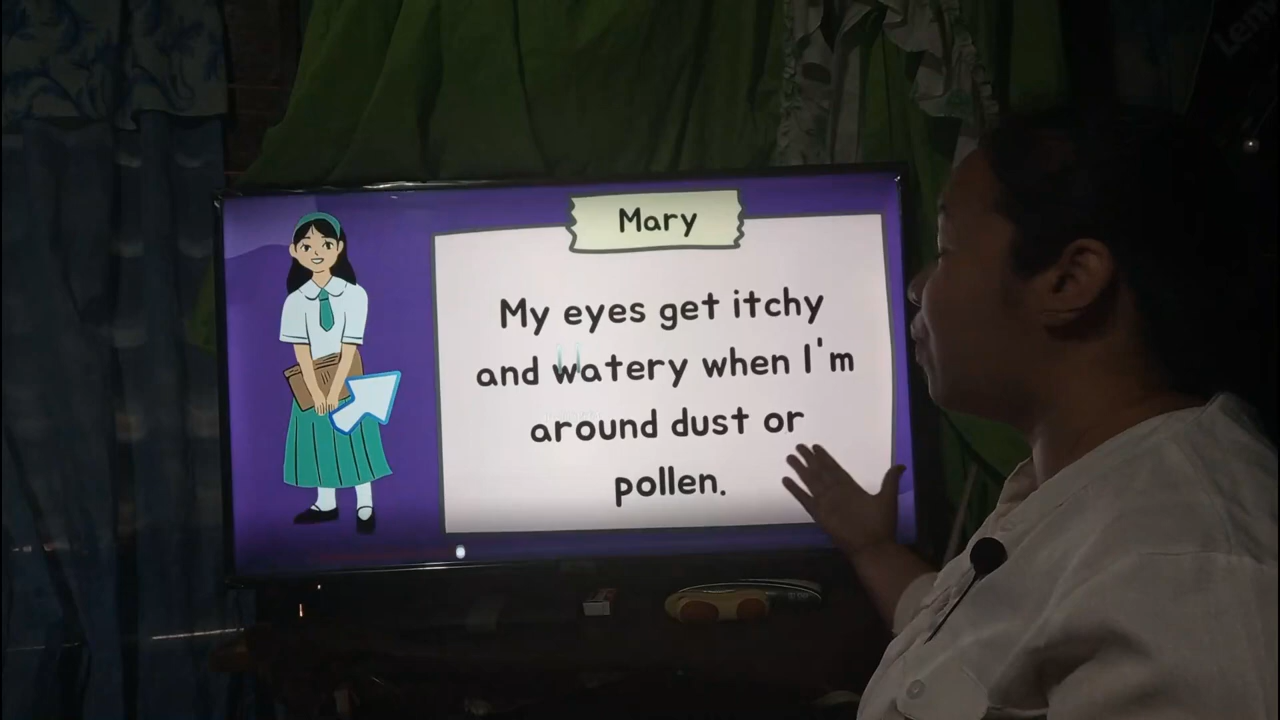 Mary
My eyes get itchy
and watery when I'm
around dust or
pollen.